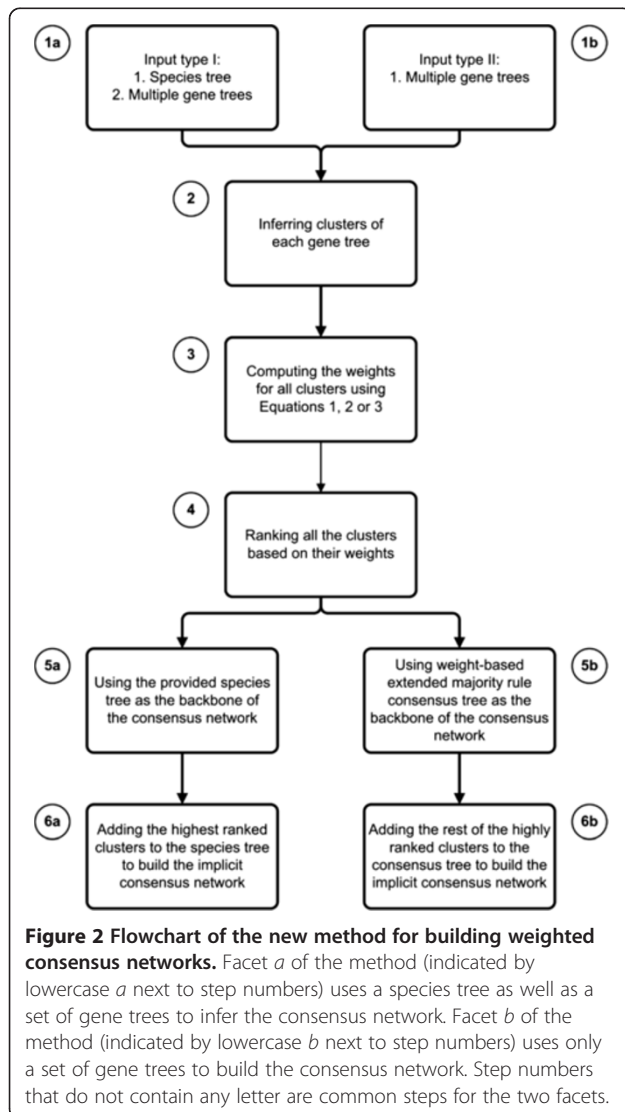 1a
Input type I:
1. Species tree
2. Multiple gene trees
Input type II:
1. Multiple gene trees
1b
2
Inferring clusters of
each gene tree
3
Computing the weights
for all clusters using
Equations 1, 2 or 3
4
Ranking all the clusters
based on their weights
5a
Using the provided species
tree as the backbone of
the consensus network
Using weight-based
extended majority rule
consensus tree as the
backbone of the consensus
network
5b
6a
Adding the highest ranked
clusters to the species tree
to build the implicit
consensus network
Adding the rest of the highly
ranked clusters to the
consensus tree to build the
implicit consensus network
6b
Figure 2 Flowchart of the new method for building weighted
consensus networks. Facet a of the method (indicated by
lowercase a next to step numbers) uses a species tree as well as a
set of gene trees to infer the consensus network. Facet b of the
method (indicated by lowercase b next to step numbers) uses only
a set of gene trees to build the consensus network. Step numbers
that do not contain any letter are common steps for the two facets.